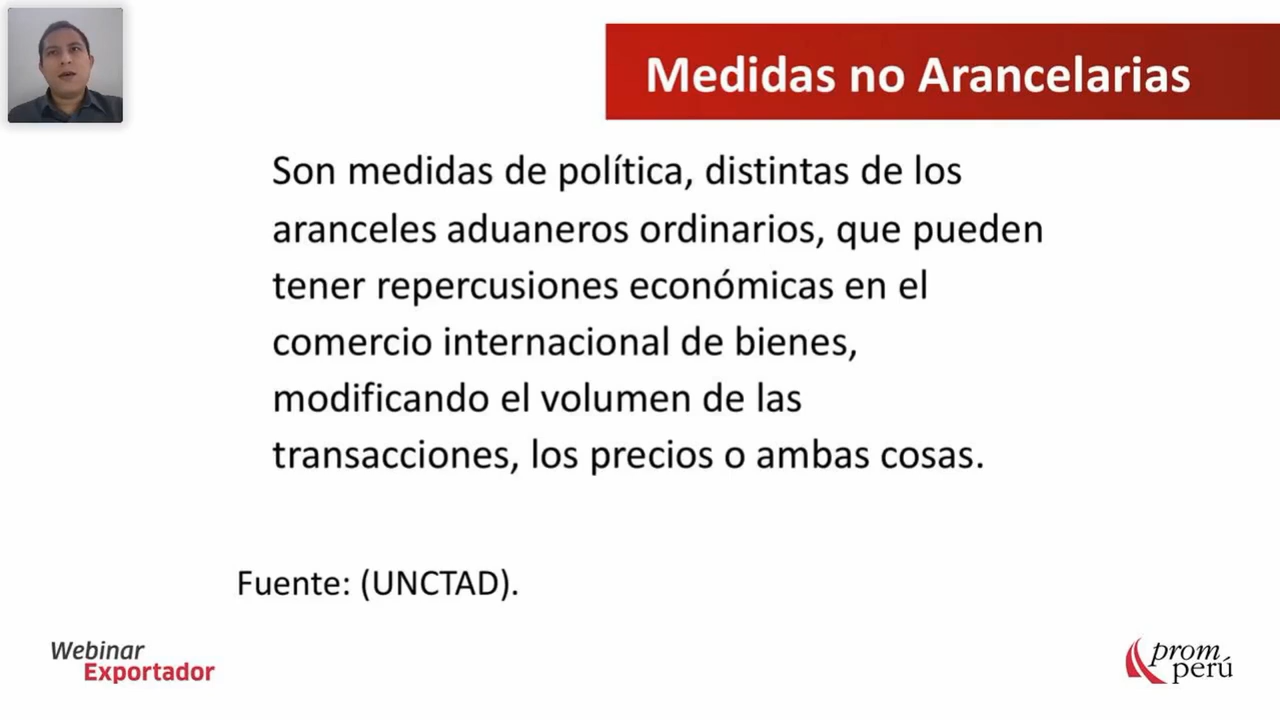 Medidas no Arancelarias
Son medidas de política, distintas de los
aranceles aduaneros ordinarios, que pueden
tener repercusiones económicas en el
comercio internacional de bienes,
modificando el volumen de las
transacciones, los precios o ambas cosas.
Fuente: (UNCTAD).
Webinar
Exportador
prom
perú